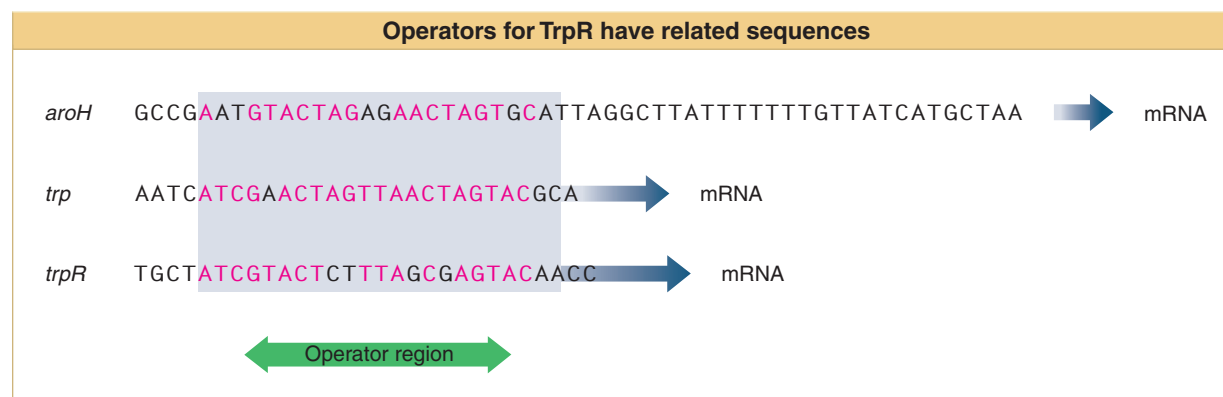 Operators for TrpR have related sequences
aroH GCCGAATGTACTAGAGAACTAGTGCATTAGGCTTATTTTTTTGTTATCATGCTAA mRNA
trp AATCATCGAACTAGTTAACTAGTACGCA mRNA
trpR TGCTATCGTACTCTTTAGCGAGTACAACC mRNA
Operator region